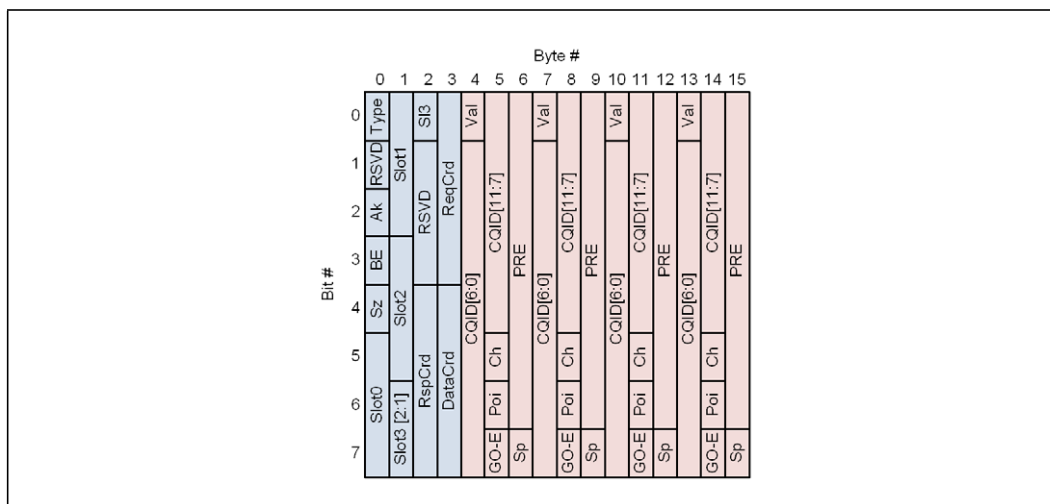 Byte #
0 1 2 3 4 5 6 7 8 9 10 11 12 13 14 15
Bit #
0
1
2
3
4
5
6
7
Type
RSVD
Ak
BE
Sz
Slot0
Slot1
Slot2
Slot3 [2:1]
Sl3
RSVD
RspCrd
ReqCrd
DataCrd
Val
CQID[6:0]
CQID[11:7]
Ch
Poi
GO-E
PRE
Sp
Val
CQID[6:0]
CQID[11:7]
Ch
Poi
GO-E
PRE
Sp
Val
CQID[6:0]
CQID[11:7]
Ch
Poi
GO-E
PRE
Sp
Val
CQID[6:0]
CQID[11:7]
Ch
Poi
GO-E
PRE
Sp